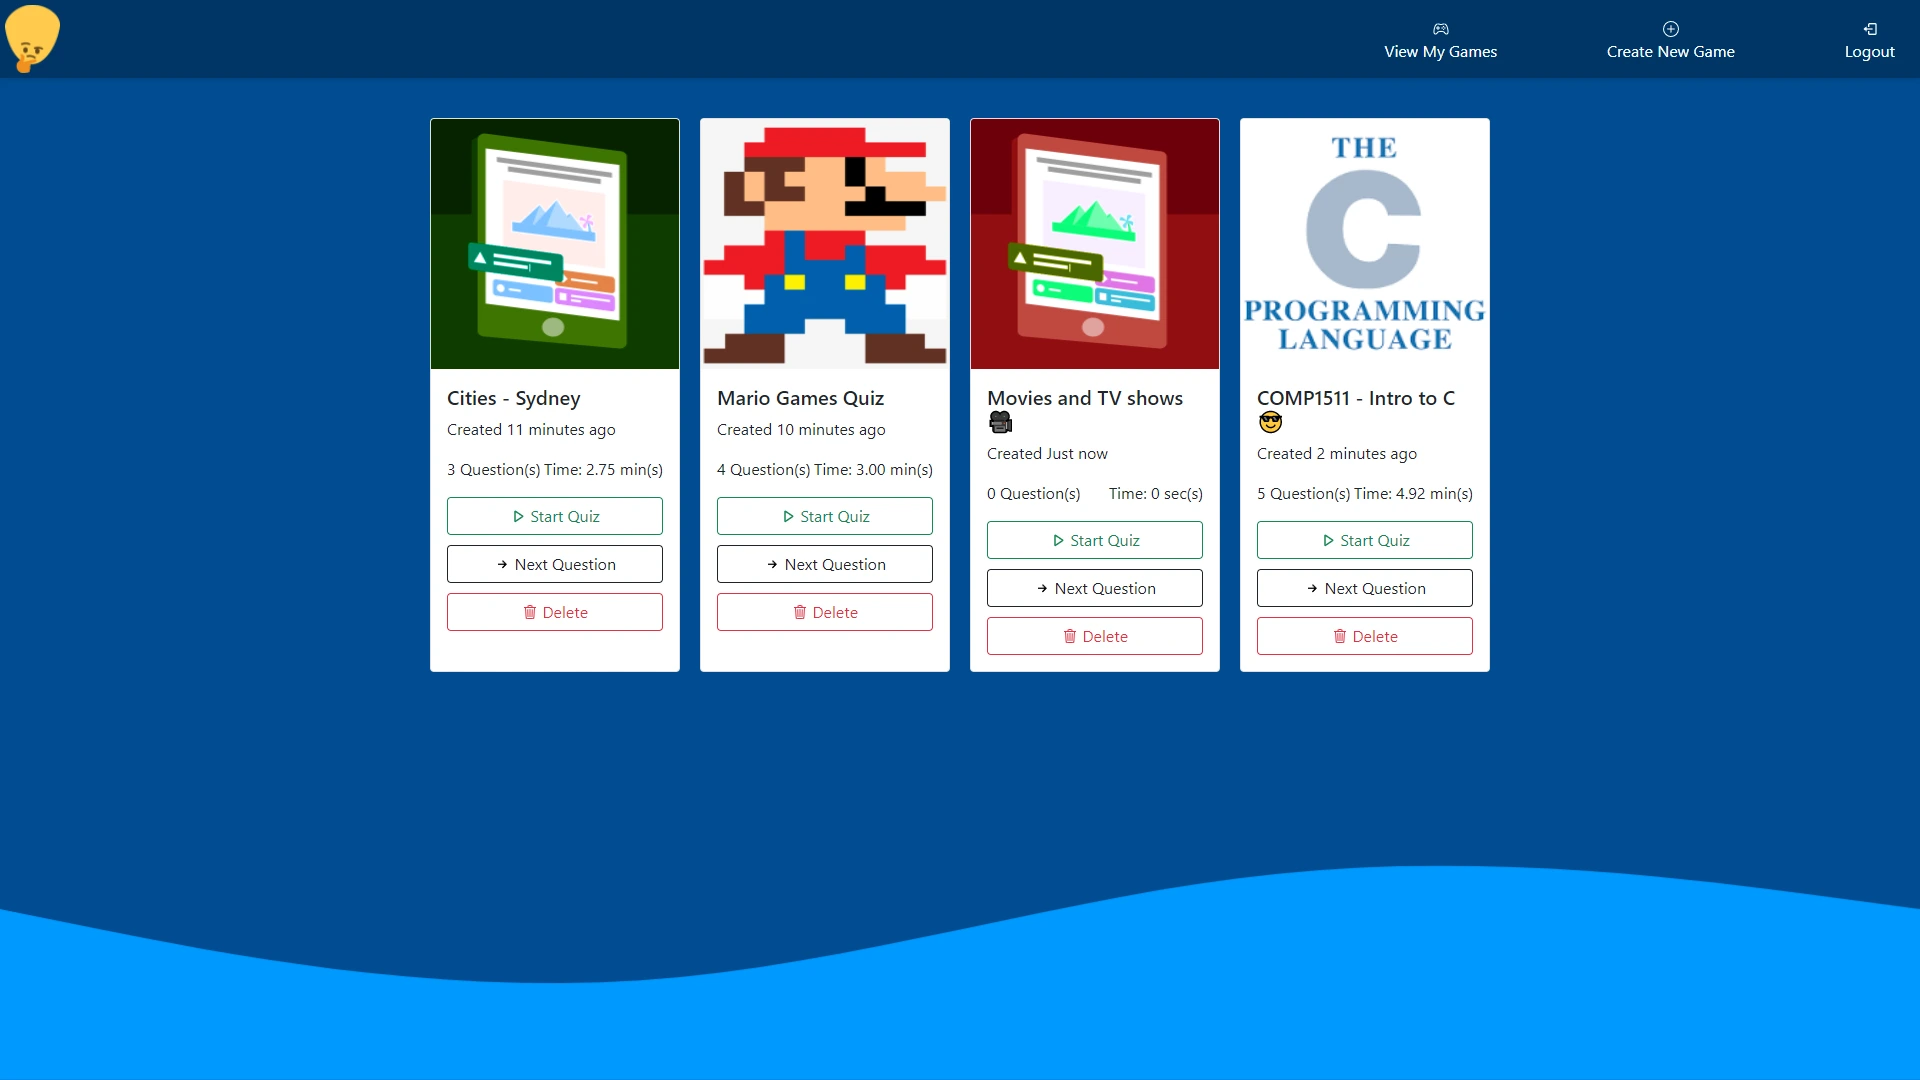 View My Games
Create New Game
Logout
THE
C
PROGRAMMING
LANGUAGE
Cities - Sydney
Created 11 minutes ago
3 Question(s) Time: 2.75 min(s)
Start Quiz
Next Question
Delete
Mario Games Quiz
Created 10 minutes ago
4 Question(s) Time: 3.00 min(s)
Start Quiz
Next Question
Delete
Movies and TV shows
🎥
Created Just now
0 Question(s) Time: 0 sec(s)
Start Quiz
Next Question
Delete
COMP1511 - Intro to C
😎
Created 2 minutes ago
5 Question(s) Time: 4.92 min(s)
Start Quiz
Next Question
Delete